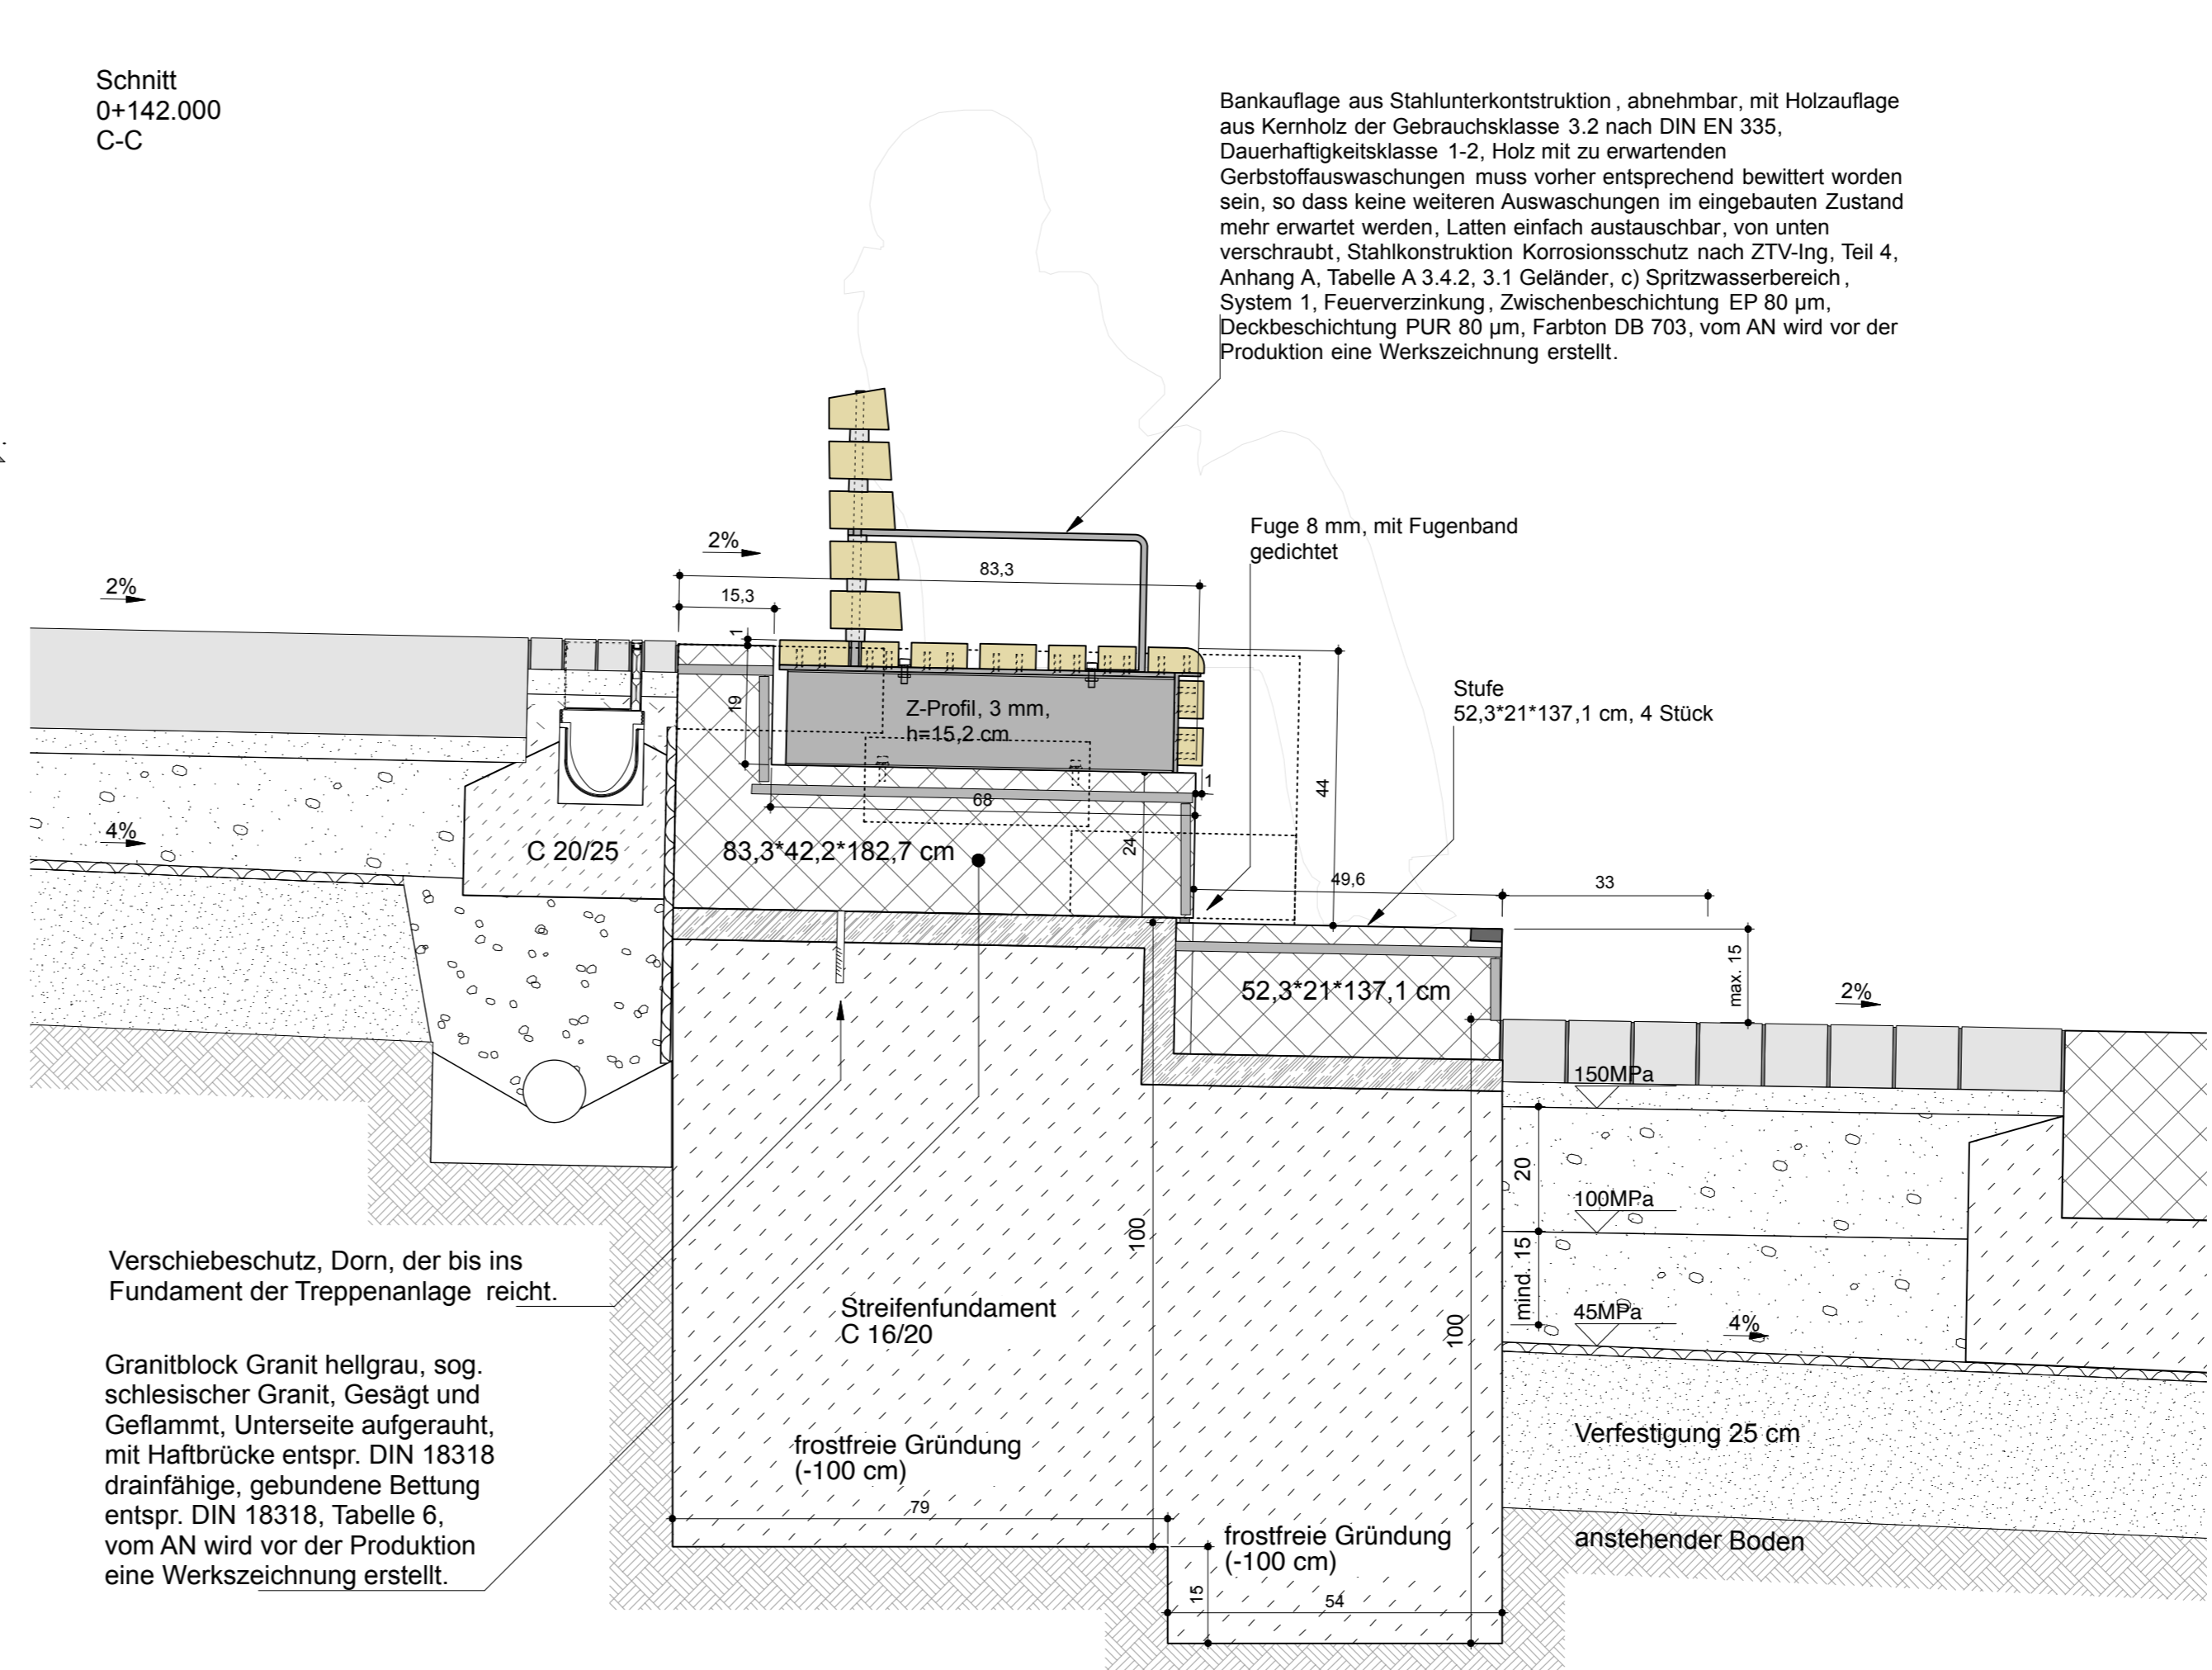 Schnitt
0+142.000
C-C
Bankauflage aus Stahlunterkontstruktion, abnehmbar, mit Holzauflage
aus Kernholz der Gebrauchsklasse 3.2 nach DIN EN 335,
Dauerhaftigkeitsklasse 1-2, Holz mit zu erwartenden
Gerbstoffauswaschungen muss vorher entsprechend bewittert worden
sein, so dass keine weiteren Auswaschungen im eingebauten Zustand
mehr erwartet werden, Latten einfach austauschbar, von unten
verschraubt, Stahlkonstruktion Korrosionsschutz nach ZTV-Ing, Teil 4,
Anhang A, Tabelle A 3.4.2, 3.1 Geländer, c) Spritzwasserbereich,
System 1, Feuerverzinkung, Zwischenbeschichtung EP 80 µm,
Deckbeschichtung PUR 80 µm, Farbton DB 703, vom AN wird vor der
Produktion eine Werkszeichnung erstellt.
Fuge 8 mm, mit Fugenband
gedichtet
2%
83,3
2%
15,3
1
19
Z-Profil, 3 mm,
h=15,2 cm
Stufe
52,3*21*137,1 cm, 4 Stück
44
1
68
4%
C 20/25
83,3*42,2*182,7 cm
24
49,6
33
max. 15
52,3*21*137,1 cm
2%
150MPa
20
100MPa
mind. 15
45MPa
4%
100
100
Verschiebeschutz, Dorn, der bis ins
Fundament der Treppenanlage reicht.
Streifenfundament
C 16/20
Granitblock Granit hellgrau, sog.
schlesischer Granit, Gesägt und
Geflammt, Unterseite aufgerauht,
mit Haftbrücke entspr. DIN 18318
drainfähige, gebundene Bettung
entspr. DIN 18318, Tabelle 6,
vom AN wird vor der Produktion
eine Werkszeichnung erstellt.
frostfreie Gründung
(-100 cm)
79
frostfreie Gründung
(-100 cm)
15
54
Verfestigung 25 cm
anstehender Boden